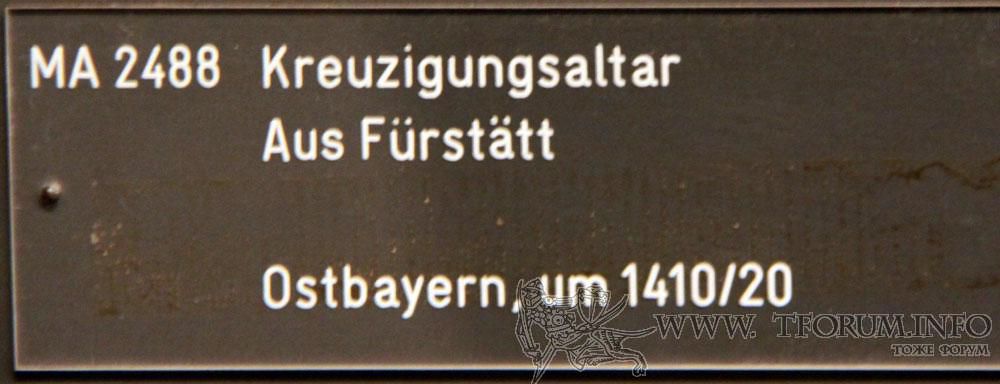 MA 2488 Kreuzigungsaltar
Aus Fürstätt
Ostbayern, um 1410/20
WWW. TFORUM.INFO
ТОЖЕ ФОРУМ